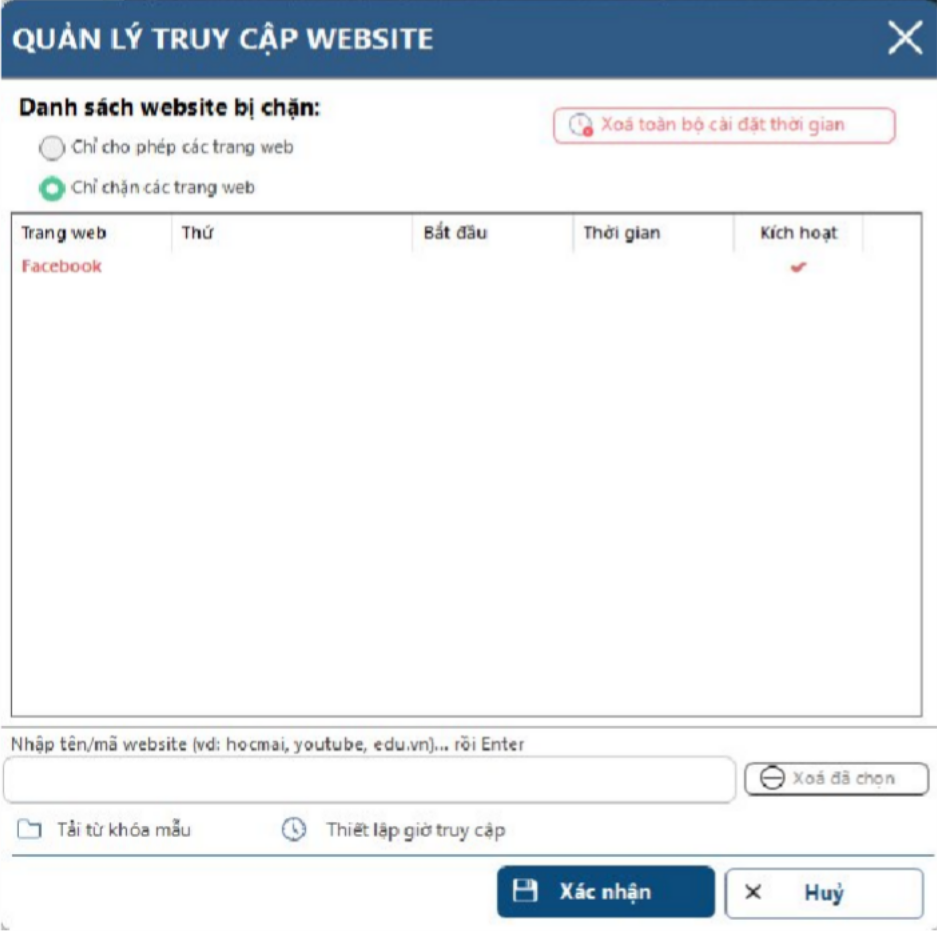 QUẢN LÝ TRUY CẬP WEBSITE
Danh sách website bị chặn:
Xoá toàn bộ cài đặt thời gian
Chỉ cho phép các trang web
Chỉ chặn các trang web
Trang web Thứ Bắt đầu Thời gian Kích hoạt
Facebook
Nhập tên/mã website (vd: hocmai, youtube, edu.vn)... rồi Enter
Xoá đã chọn
Tải từ khóa mẫu Thiết lập giờ truy cập
Xác nhận Huỷ